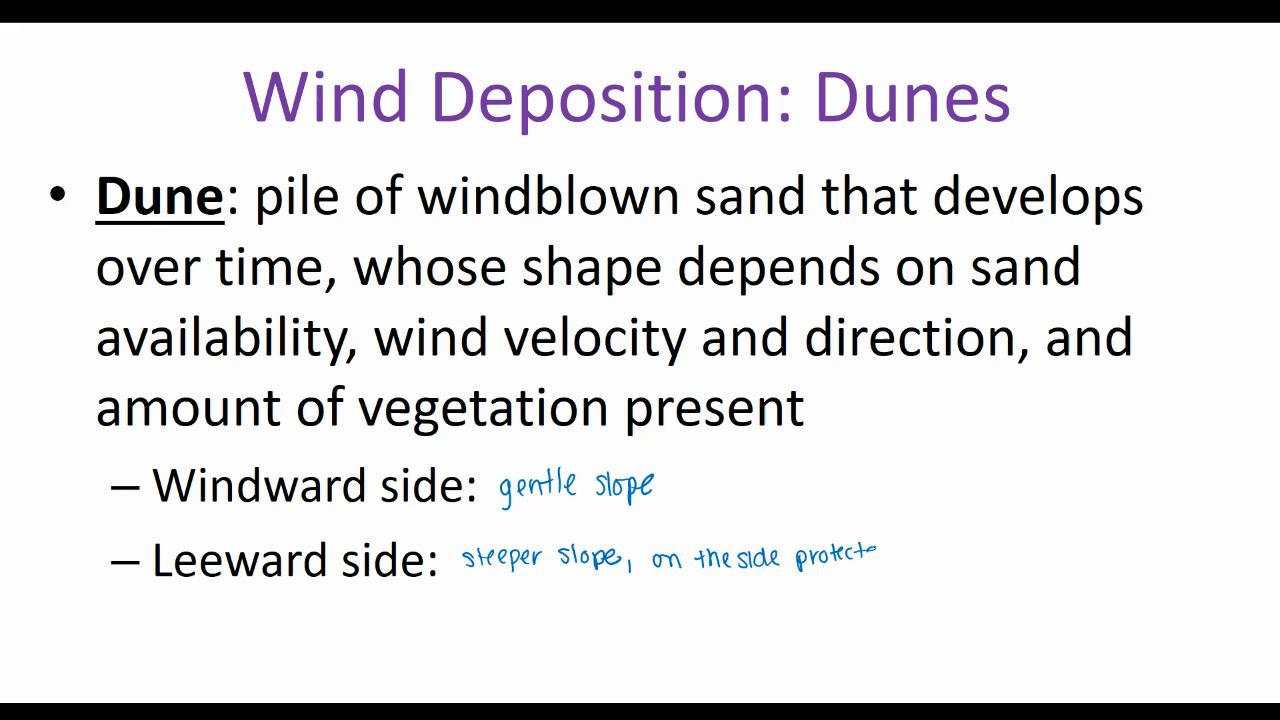 Wind Deposition: Dunes
• Dune: pile of windblown sand that develops
over time, whose shape depends on sand
availability, wind velocity and direction, and
amount of vegetation present
– Windward side: gentle slope
– Leeward side: steeper slope, on the side protecte